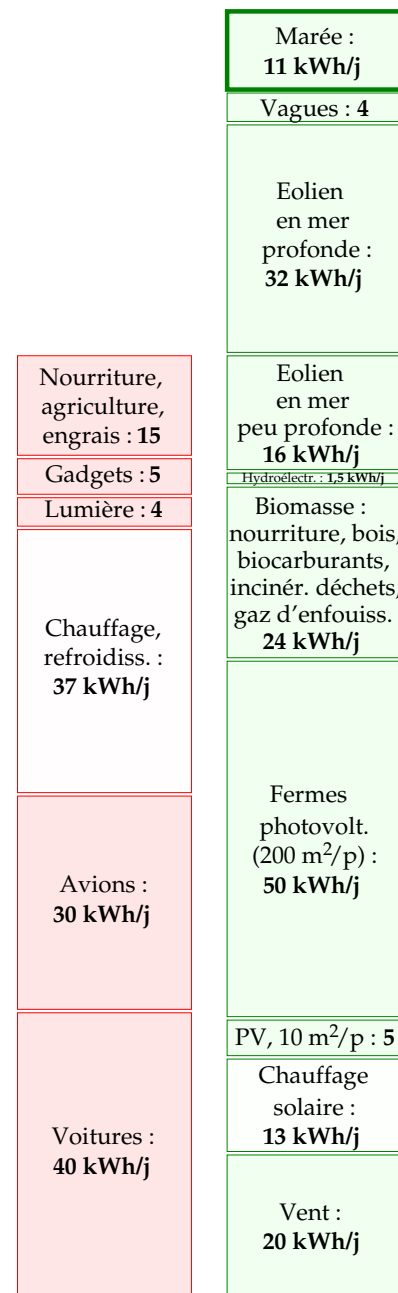 Nourriture,
agriculture,
engrais : 15
Gadgets : 5
Lumière : 4
Chauffage,
refroidiss. :
37 kWh/j
Avions :
30 kWh/j
Voitures :
40 kWh/j
Marée :
11 kWh/j
Vagues : 4
Eolien
en mer
profonde :
32 kWh/j
Eolien
en mer
peu profonde :
16 kWh/j
Hydroélectr. : 1,5 kWh/j
Biomasse :
nourriture, bois,
biocarburants,
incinér. déchets,
gaz d'enfouiss.
24 kWh/j
Fermes
photovolt.
(200 m²/p) :
50 kWh/j
PV, 10 m²/p : 5
Chauffage
solaire :
13 kWh/j
Vent :
20 kWh/j